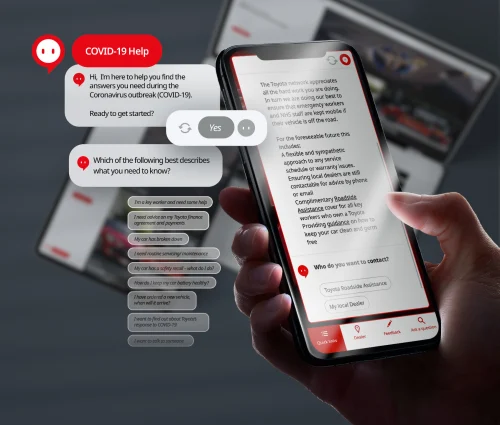 COVID-19 Help
Hi, I'm here to help you find the
answers you need during the
Coronavirus outbreak (COVID-19).
Ready to get started?
Yes
Which of the following best describes
what you need to know?
I'm a key worker and need some help
I need advice on my Toyota finance
agreement and payments
My car has broken down
I need routine servicing/maintenance
My car has a safety recall - what do I do?
How do I keep my car battery healthy?
I have ordered a new vehicle,
when will it arrive?
I want to find out about Toyota's
response to COVID-19
The Toyota network appreciates
all the hard work you are doing.
In turn we are doing our best to
ensure that emergency workers
and NHS staff are kept mobile if
their vehicle is off the road.
For the foreseeable future this
includes:
A flexible and sympathetic
approach to any service
schedule or warranty issues.
Ensuring local dealers are still
contactable for advice by phone
or email
Complimentary Roadside
Assistance cover for all key
workers who own a Toyota
Providing guidance on how to
keep your car clean and germ
free
Who do you want to contact?
Toyota Roadside Assistance
My local Dealer
Dealer
Feedback
Ask a question